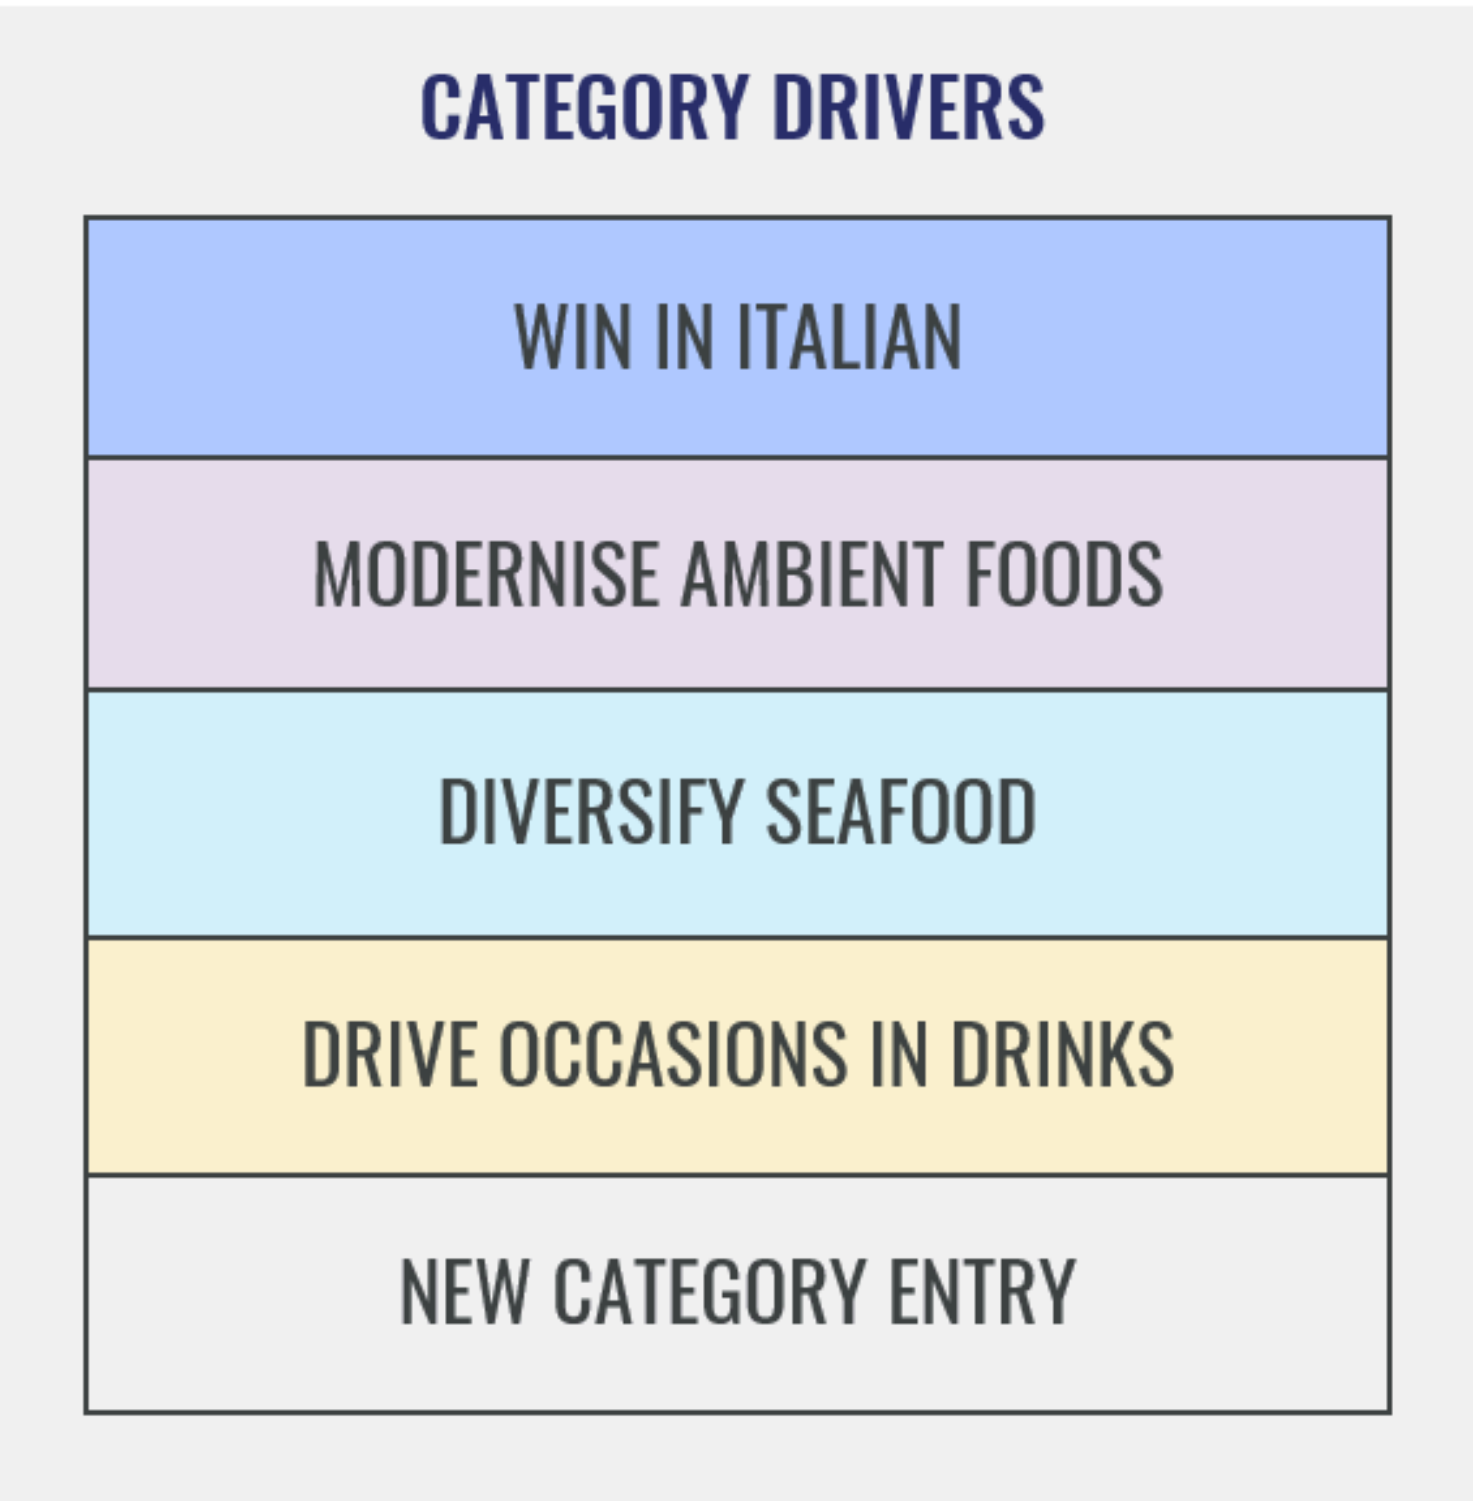 CATEGORY DRIVERS
WIN IN ITALIAN
MODERNISE AMBIENT FOODS
DIVERSIFY SEAFOOD
DRIVE OCCASIONS IN DRINKS
NEW CATEGORY ENTRY